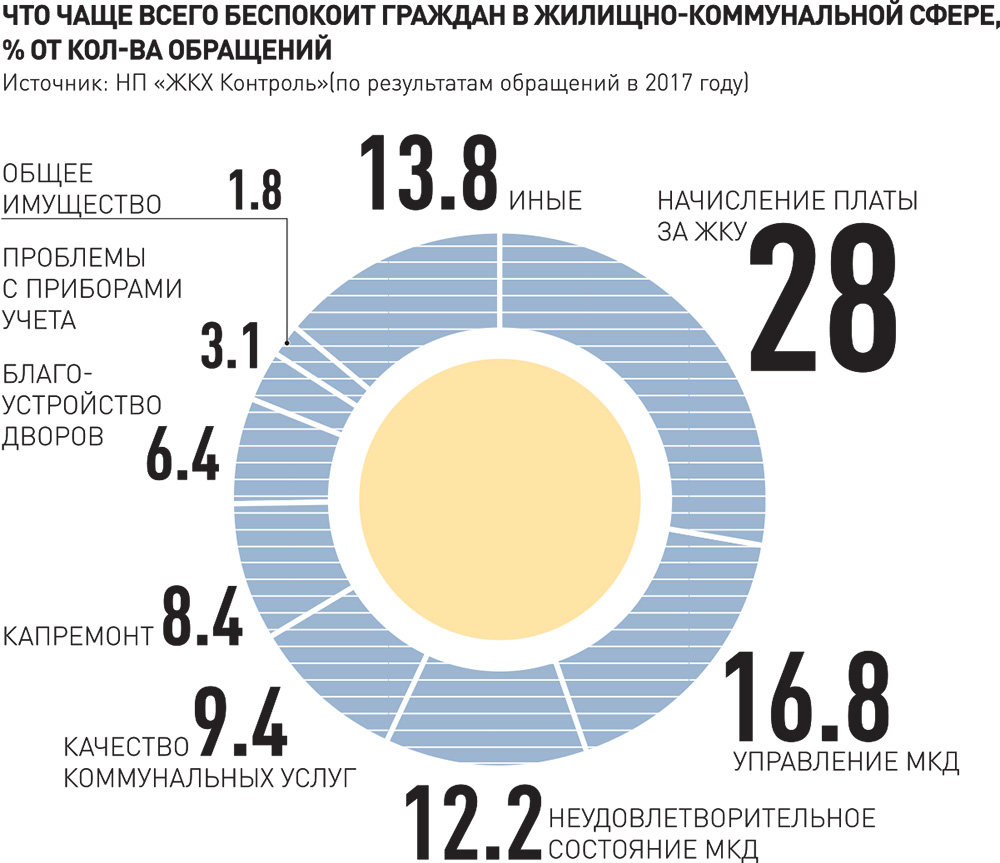 ЧТО ЧАЩЕ ВСЕГО БЕСПОКОИТ ГРАЖДАН В ЖИЛИЩНО-КОММУНАЛЬНОЙ СФЕРЕ,
% ОТ КОЛ-ВА ОБРАЩЕНИЙ
Источник: НП «ЖКХ Контроль»(по результатам обращений в 2017 году)
13.8 ИНЫЕ
НАЧИСЛЕНИЕ ПЛАТЫ
ЗА ЖКУ
28
16.8
УПРАВЛЕНИЕ МКД
12.2
НЕУДОВЛЕТВОРИТЕЛЬНОЕ
СОСТОЯНИЕ МКД
9.4
КАЧЕСТВО
КОММУНАЛЬНЫХ УСЛУГ
КАПРЕМОНТ 8.4
БЛАГО-
УСТРОЙСТВО
ДВОРОВ
6.4
ПРОБЛЕМЫ
С ПРИБОРАМИ
УЧЕТА
3.1
ОБЩЕЕ
ИМУЩЕСТВО
1.8